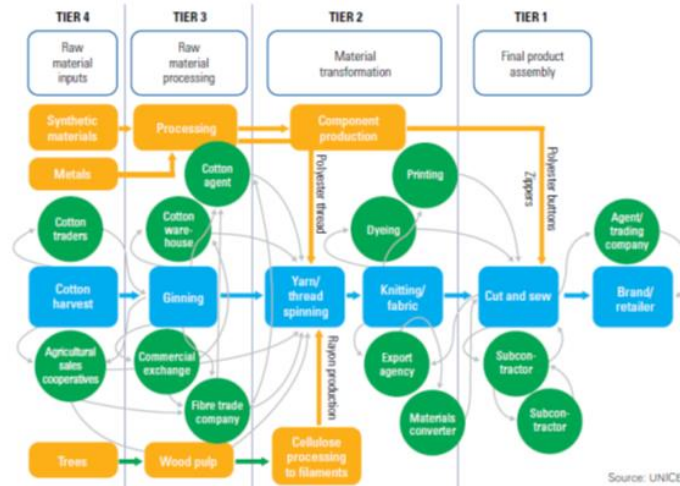 TIER 4
TIER 3
TIER 2
TIER 1
Raw
material
inputs
Raw
material
processing
Material
transformation
Final product
assembly
Synthetic
materials
Processing
Component
production
Metals
Cotton
agent
Printing
Polyester thread
Polyester buttons
Zippers
Cotton
traders
Cotton
ware-
house
Dyeing
Agent/
trading
company
Cotton
harvest
Ginning
Yarn/
thread
spinning
Knitting/
fabric
Cut and sew
Brand/
retailer
Agricultural
sales
cooperatives
Commercial
exchange
Export
agency
Subcon-
tractor
Fibre trade
company
Rayon production
Materials
converter
Subcon-
tractor
Trees
Wood pulp
Cellulose
processing
to filaments
Source: